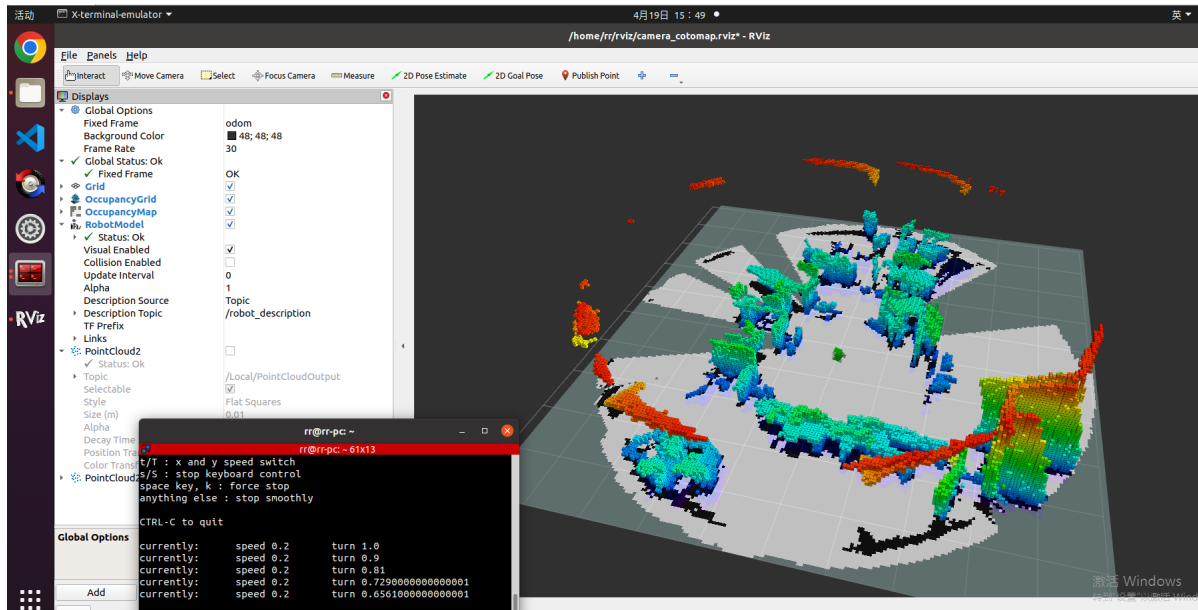 活动 X-terminal-emulator 4月19日 15：49 英
/home/rr/rviz/camera_cotomap.rviz* - RViz
File Panels Help
Interact Move Camera Select Focus Camera Measure 2D Pose Estimate 2D Goal Pose Publish Point
Displays
Global Options
Fixed Frame odom
Background Color 48; 48; 48
Frame Rate 30
Global Status: Ok
Fixed Frame OK
Grid
OccupancyGrid
OccupancyMap
RobotModel
Status: Ok
Visual Enabled
Collision Enabled
Update Interval 0
Alpha 1
Description Source Topic
Description Topic /robot_description
TF Prefix
Links
PointCloud2
Status: Ok
Topic /Local/PointCloudOutput
Selectable
Style Flat Squares
Size (m) 0.01
Alpha
Decay Time
Position Tra
Color Transf
PointCloud2
Global Options
Add
RViz
rr@rr-pc: ~
rr@rr-pc: ~ 61x13
t/T : x and y speed switch
s/S : stop keyboard control
space key, k : force stop
anything else : stop smoothly
CTRL-C to quit
currently: speed 0.2 turn 1.0
currently: speed 0.2 turn 0.9
currently: speed 0.2 turn 0.81
currently: speed 0.2 turn 0.7290000000000001
currently: speed 0.2 turn 0.6561000000000001
激活 Windows